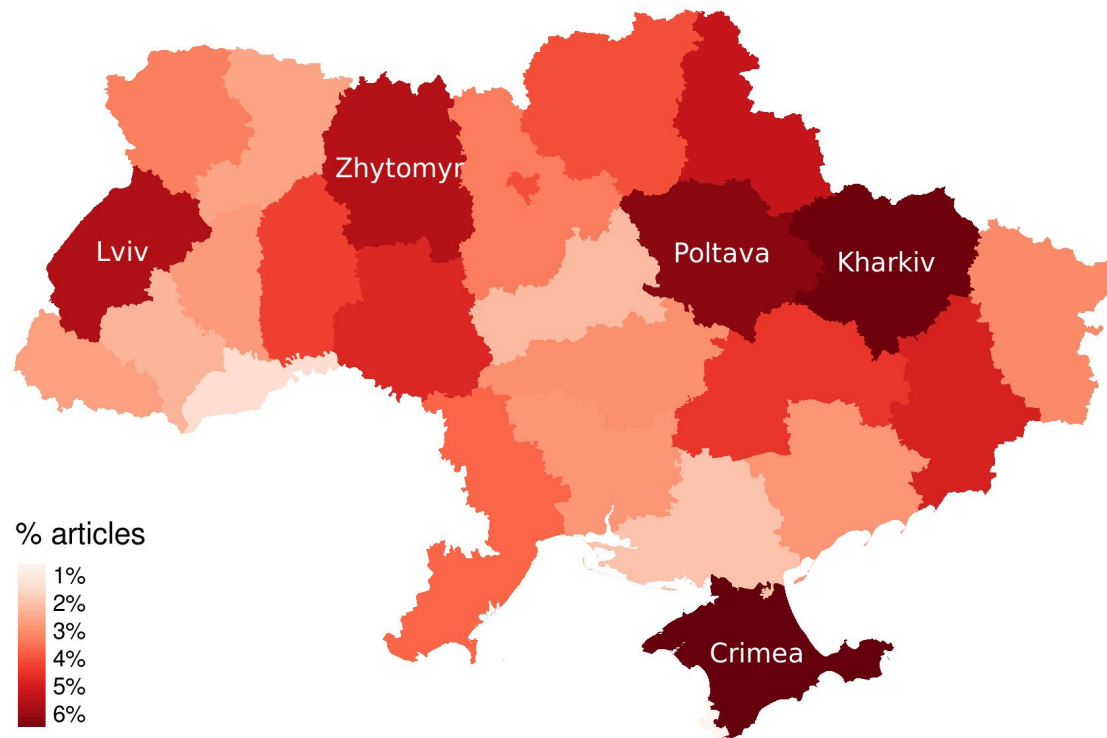 Zhytomyr
Lviv
Poltava
Kharkiv
% articles
1%
2%
3%
4%
5%
6%
Crimea